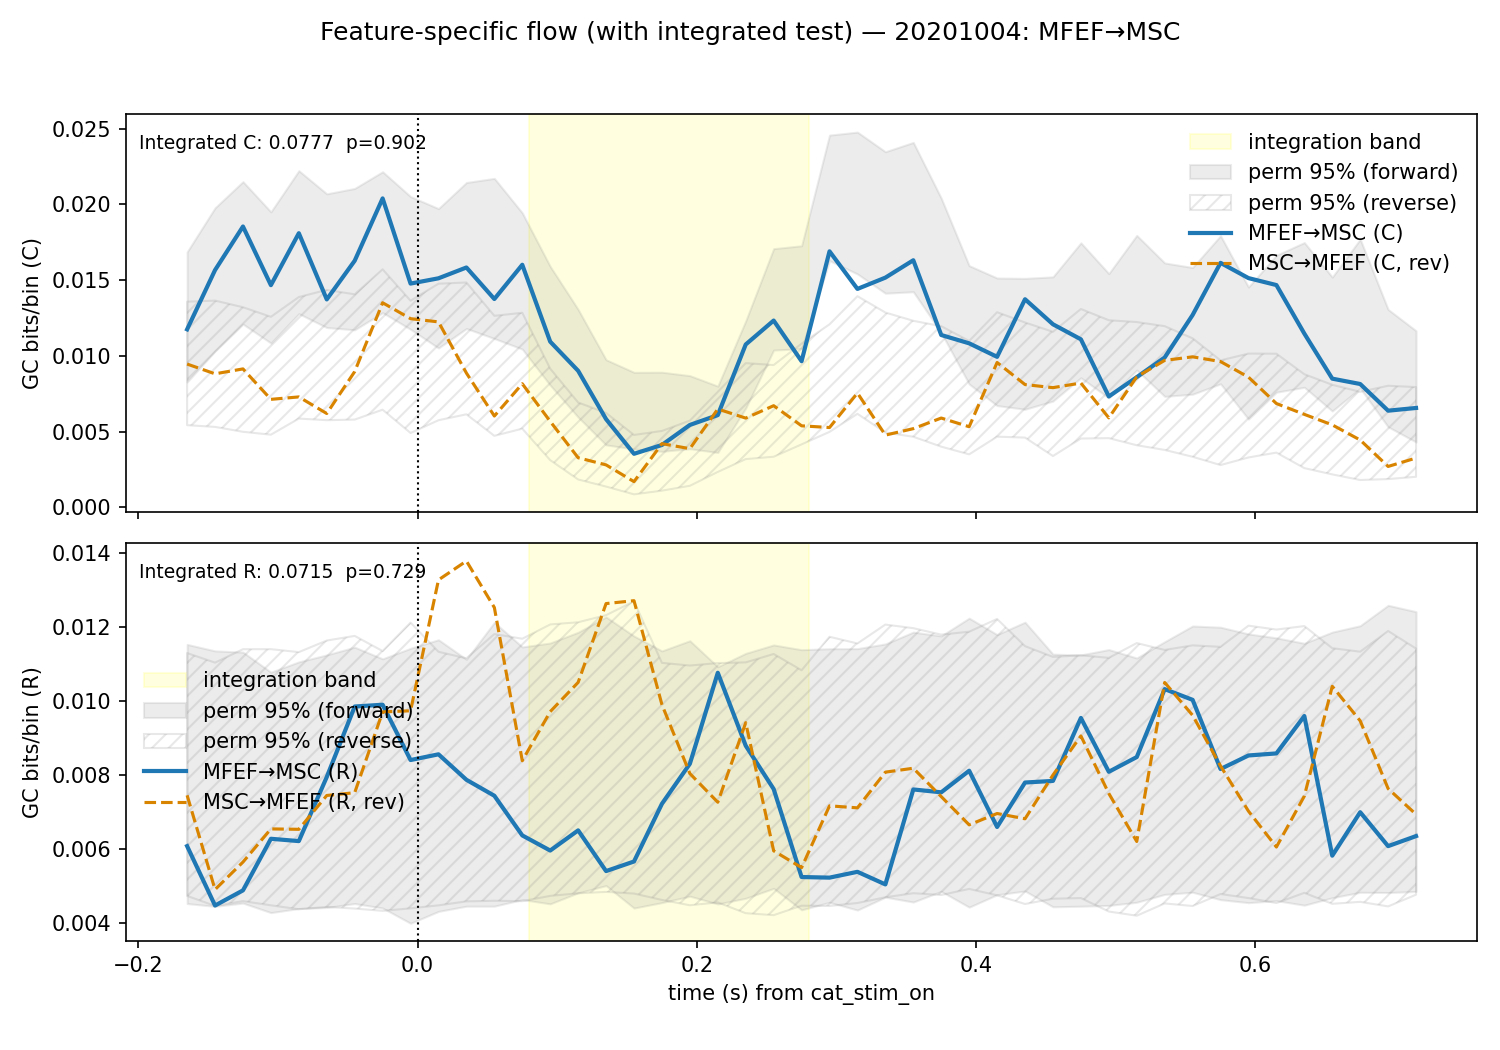 Feature-specific flow (with integrated test) — 20201004: MFEF→MSC
GC bits/bin (C)
0.025
0.020
0.015
0.010
0.005
0.000
Integrated C: 0.0777  p=0.902
integration band
perm 95% (forward)
perm 95% (reverse)
MFEF→MSC (C)
MSC→MFEF (C, rev)
GC bits/bin (R)
0.014
0.012
0.010
0.008
0.006
0.004
Integrated R: 0.0715  p=0.729
integration band
perm 95% (forward)
perm 95% (reverse)
MFEF→MSC (R)
MSC→MFEF (R, rev)
−0.2 0.0 0.2 0.4 0.6
time (s) from cat_stim_on